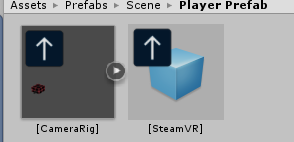 Assets ▸ Prefabs ▸ Scene ▸ Player Prefab
[CameraRig]
[SteamVR]